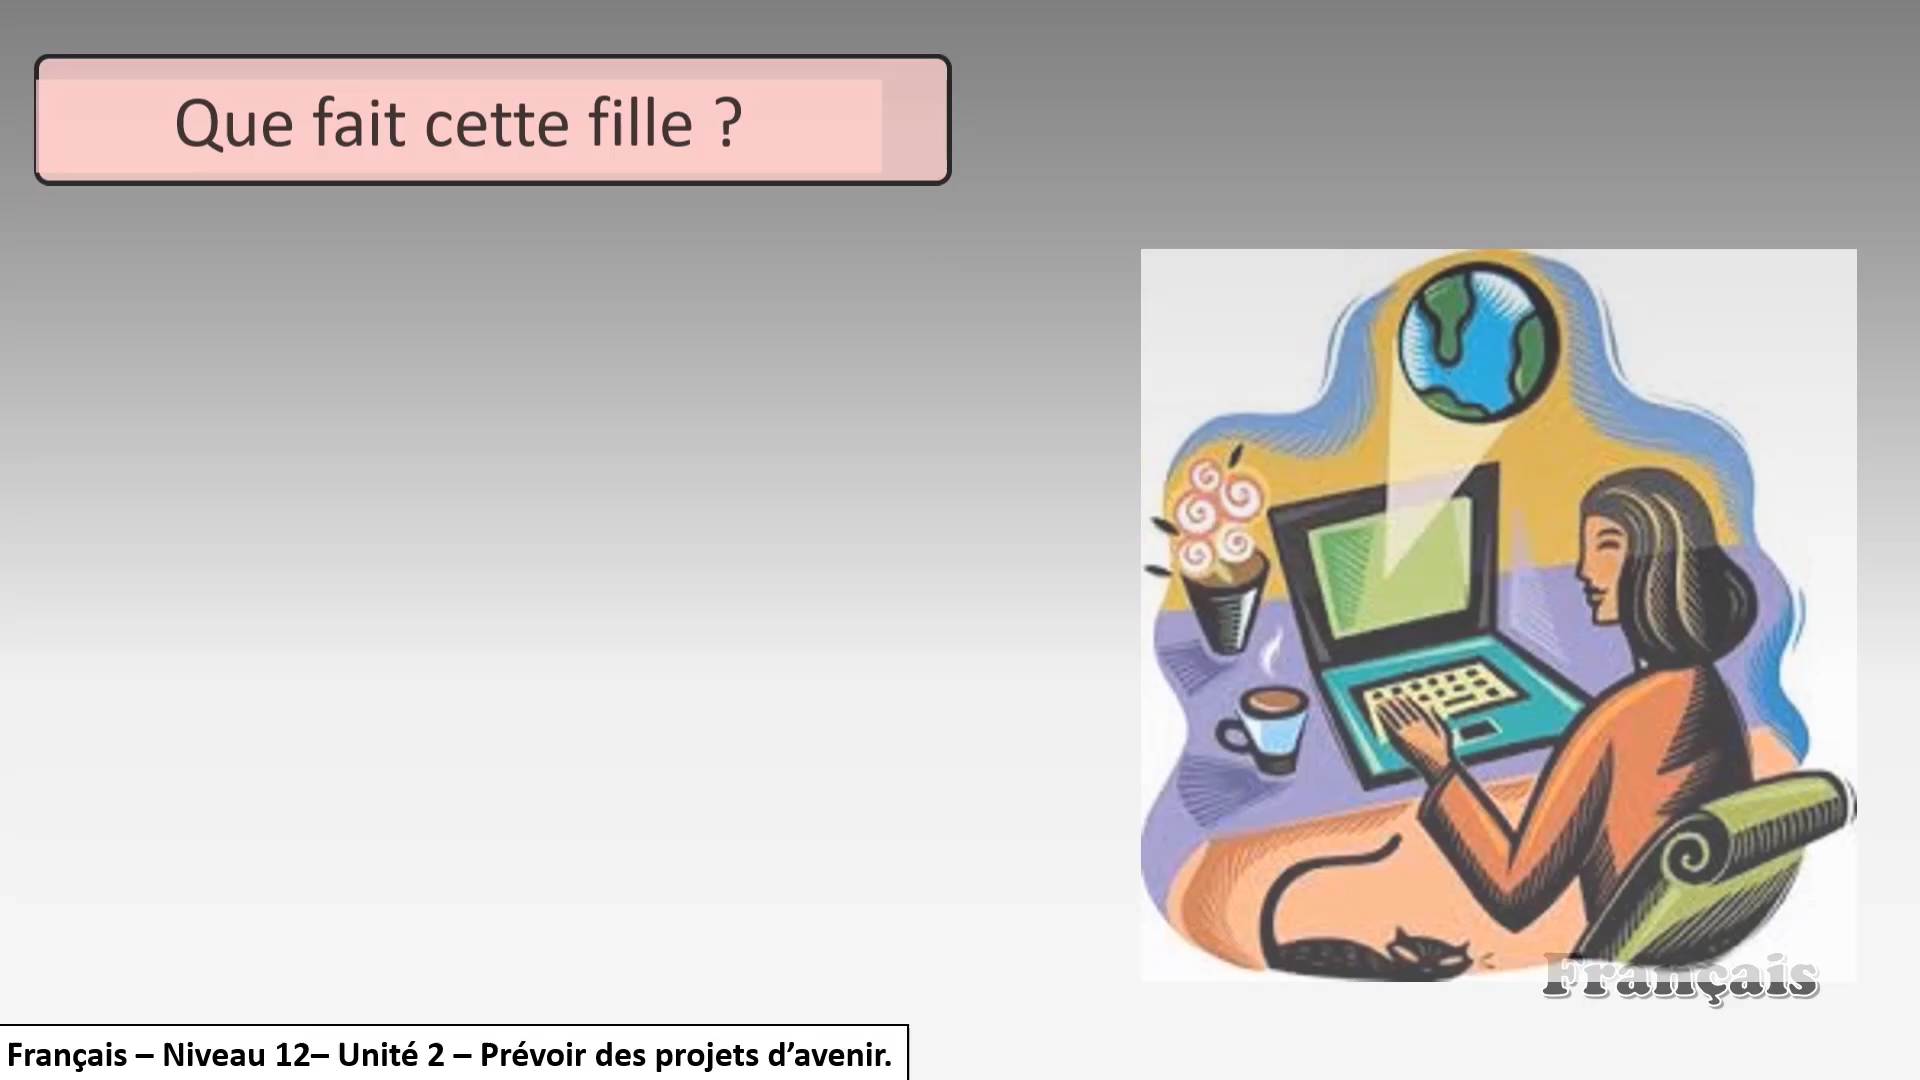 Que fait cette fille ?
Français
Français – Niveau 12– Unité 2 – Prévoir des projets d’avenir.